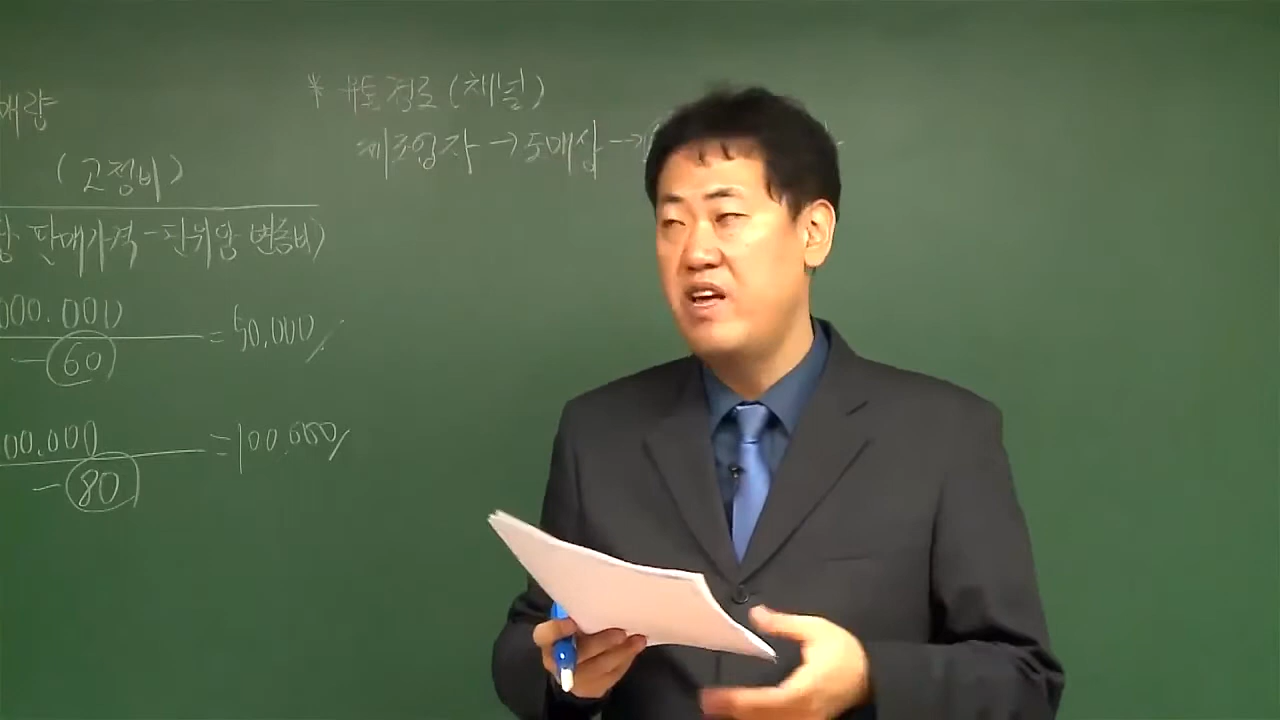 매량
(고정비)
당 판매가격-단위당 변동비)
000.000
-60
=50,000/
00.000
-80
=100.000/
* 유통경로(채널)
제조업자→도매상→